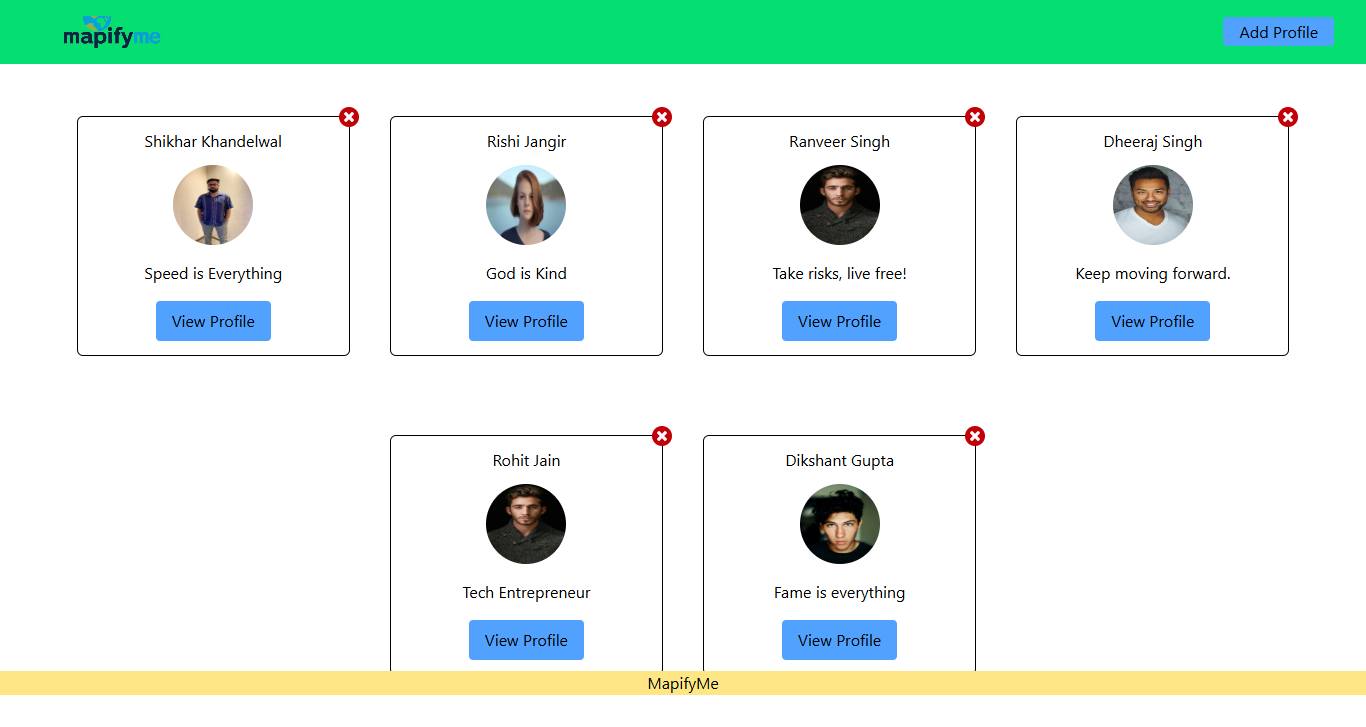 mapifyme
Add Profile
Shikhar Khandelwal
Speed is Everything
View Profile
Rishi Jangir
God is Kind
View Profile
Ranveer Singh
Take risks, live free!
View Profile
Dheeraj Singh
Keep moving forward.
View Profile
Rohit Jain
Tech Entrepreneur
View Profile
Dikshant Gupta
Fame is everything
View Profile
MapifyMe